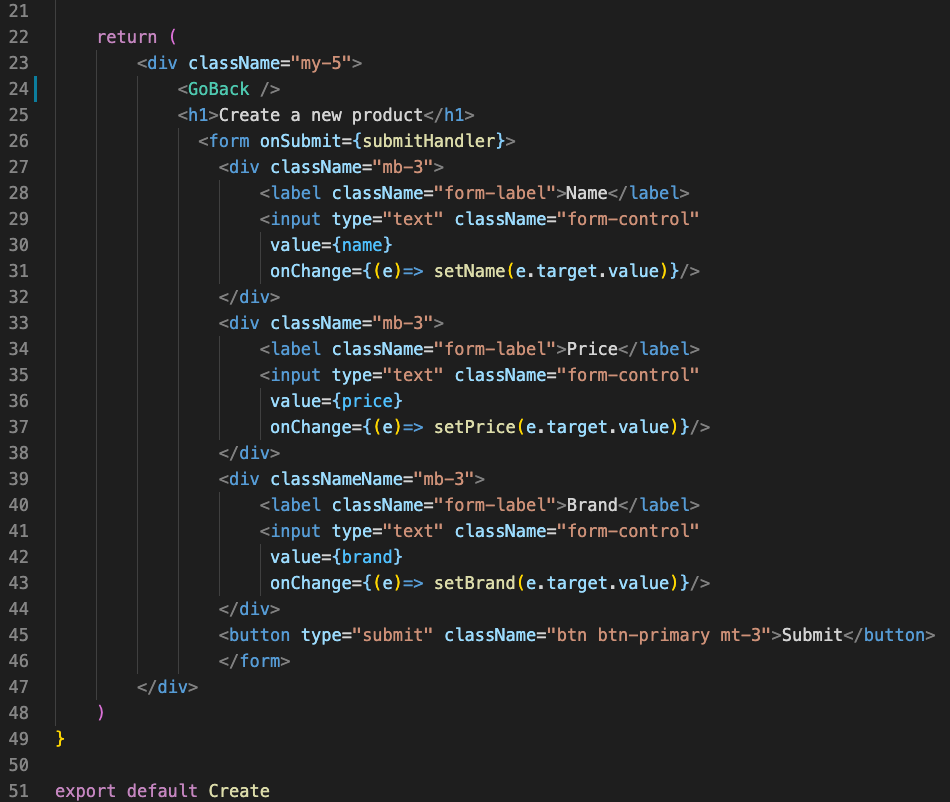 21
22 return (
23 <div className="my-5">
24 <GoBack />
25 <h1>Create a new product</h1>
26 <form onSubmit={submitHandler}>
27 <div className="mb-3">
28 <label className="form-label">Name</label>
29 <input type="text" className="form-control"
30 value={name}
31 onChange={(e)=> setName(e.target.value)}/>
32 </div>
33 <div className="mb-3">
34 <label className="form-label">Price</label>
35 <input type="text" className="form-control"
36 value={price}
37 onChange={(e)=> setPrice(e.target.value)}/>
38 </div>
39 <div classNameName="mb-3">
40 <label className="form-label">Brand</label>
41 <input type="text" className="form-control"
42 value={brand}
43 onChange={(e)=> setBrand(e.target.value)}/>
44 </div>
45 <button type="submit" className="btn btn-primary mt-3">Submit</button>
46 </form>
47 </div>
48 )
49 }
50
51 export default Create